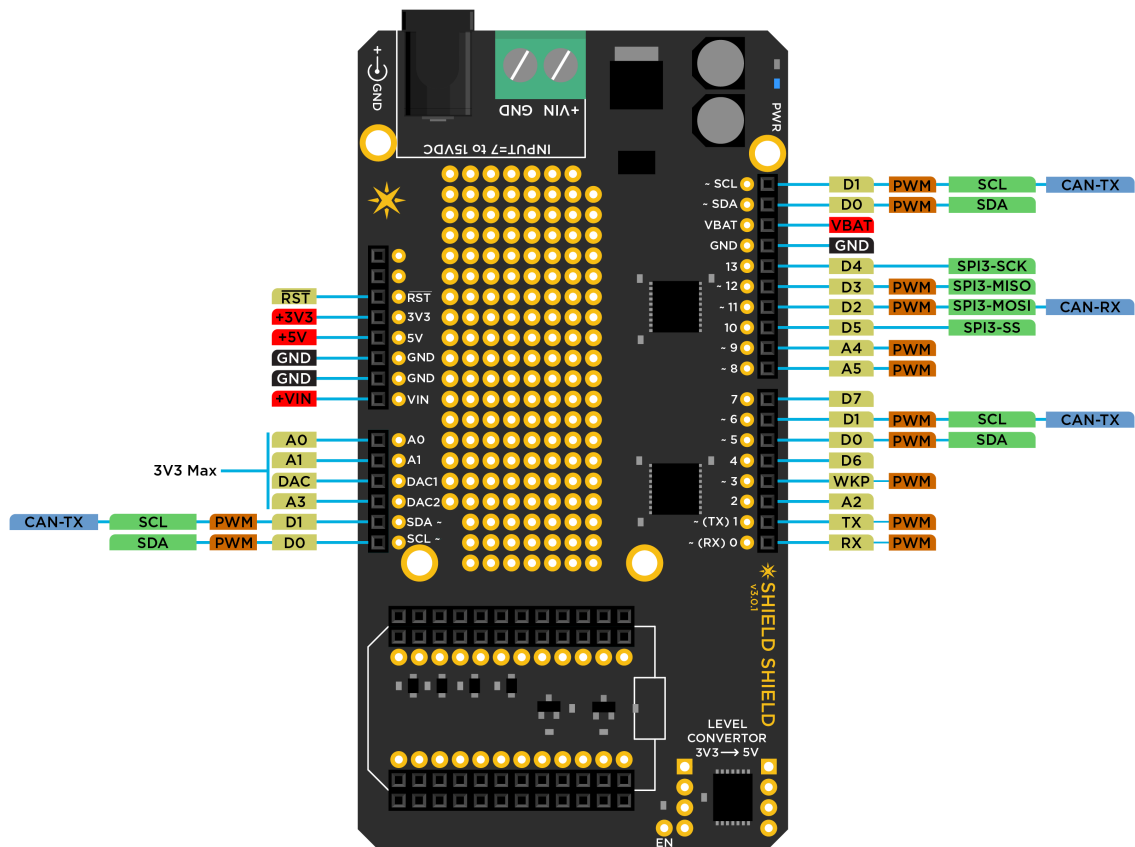 +
GND
GND +VIN
INPUT=7 to 15VDC
PWR
~ SCL D1 PWM SCL CAN-TX
~ SDA D0 PWM SDA
VBAT VBAT
GND GND
13 D4 SPI3-SCK
~ 12 D3 PWM SPI3-MISO
~ 11 D2 PWM SPI3-MOSI CAN-RX
10 D5 SPI3-SS
~ 9 A4 PWM
~ 8 A5 PWM
7 D7
~ 6 D1 PWM SCL CAN-TX
~ 5 D0 PWM SDA
4 D6
~ 3 WKP PWM
2 A2
~ (TX) 1 TX PWM
~ (RX) 0 RX PWM
RST RST
+3V3 3V3
+5V 5V
GND GND
GND GND
+VIN VIN
3V3 Max
A0 A0
A1 A1
DAC DAC1
A3 DAC2
CAN-TX SCL PWM D1 SDA ~
SDA PWM D0 SCL ~
SHIELD SHIELD
v3.0.1
LEVEL
CONVERTOR
3V3 → 5V
EN